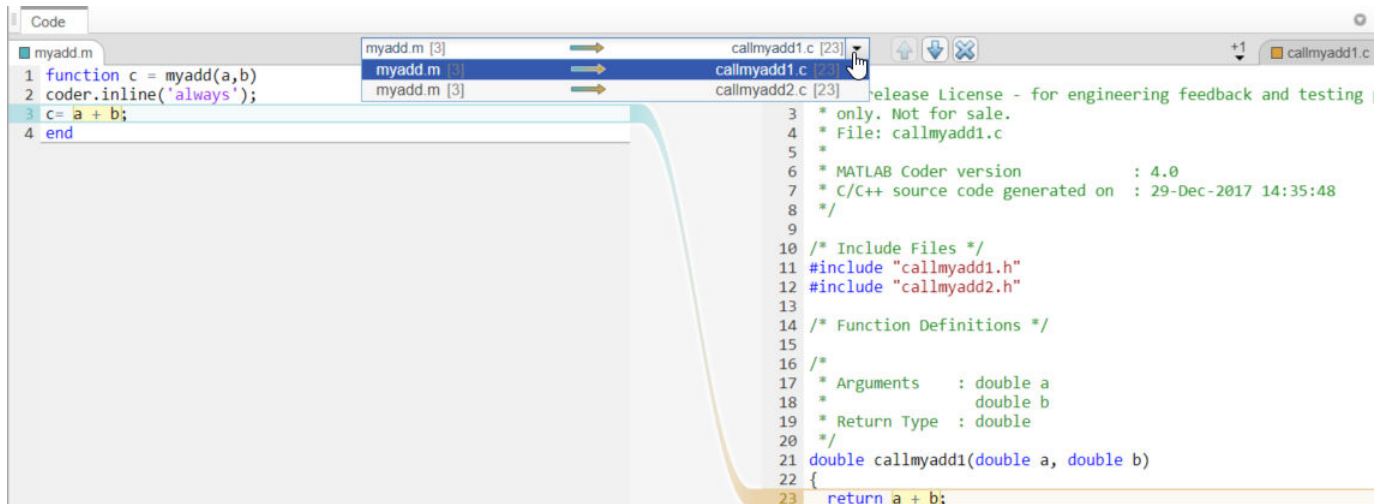 Code
myadd.m
myadd.m [3] callmyadd1.c [23]
myadd.m [3] callmyadd1.c [23]
myadd.m [3] callmyadd2.c [23]
+1 callmyadd1.c
1 function c = myadd(a,b)
2 coder.inline('always');
3 c= a + b;
4 end
release License - for engineering feedback and testing
3 * only. Not for sale.
4 * File: callmyadd1.c
5 *
6 * MATLAB Coder version : 4.0
7 * C/C++ source code generated on : 29-Dec-2017 14:35:48
8 */
9
10 /* Include Files */
11 #include "callmyadd1.h"
12 #include "callmyadd2.h"
13
14 /* Function Definitions */
15
16 /*
17 * Arguments : double a
18 * double b
19 * Return Type : double
20 */
21 double callmyadd1(double a, double b)
22 {
23 return a + b;